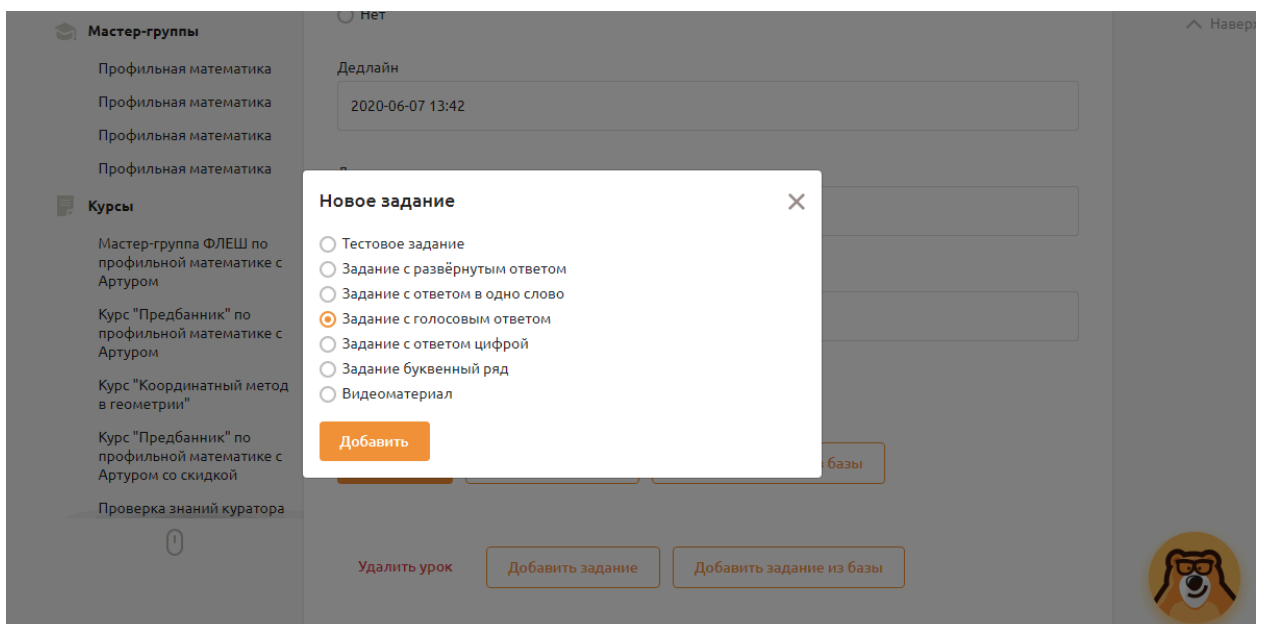 Мастер-группы
Профильная математика
Профильная математика
Профильная математика
Профильная математика
Курсы
Мастер-группа ФЛЕШ по
профильной математике с
Артуром
Курс "Предбанник" по
профильной математике с
Артуром
Курс "Координатный метод
в геометрии"
Курс "Предбанник" по
профильной математике с
Артуром со скидкой
Проверка знаний куратора
Нет
Дедлайн
2020-06-07 13:42
Новое задание
Тестовое задание
Задание с развёрнутым ответом
Задание с ответом в одно слово
Задание с голосовым ответом
Задание с ответом цифрой
Задание буквенный ряд
Видеоматериал
Добавить
базы
Удалить урок
Добавить задание
Добавить задание из базы